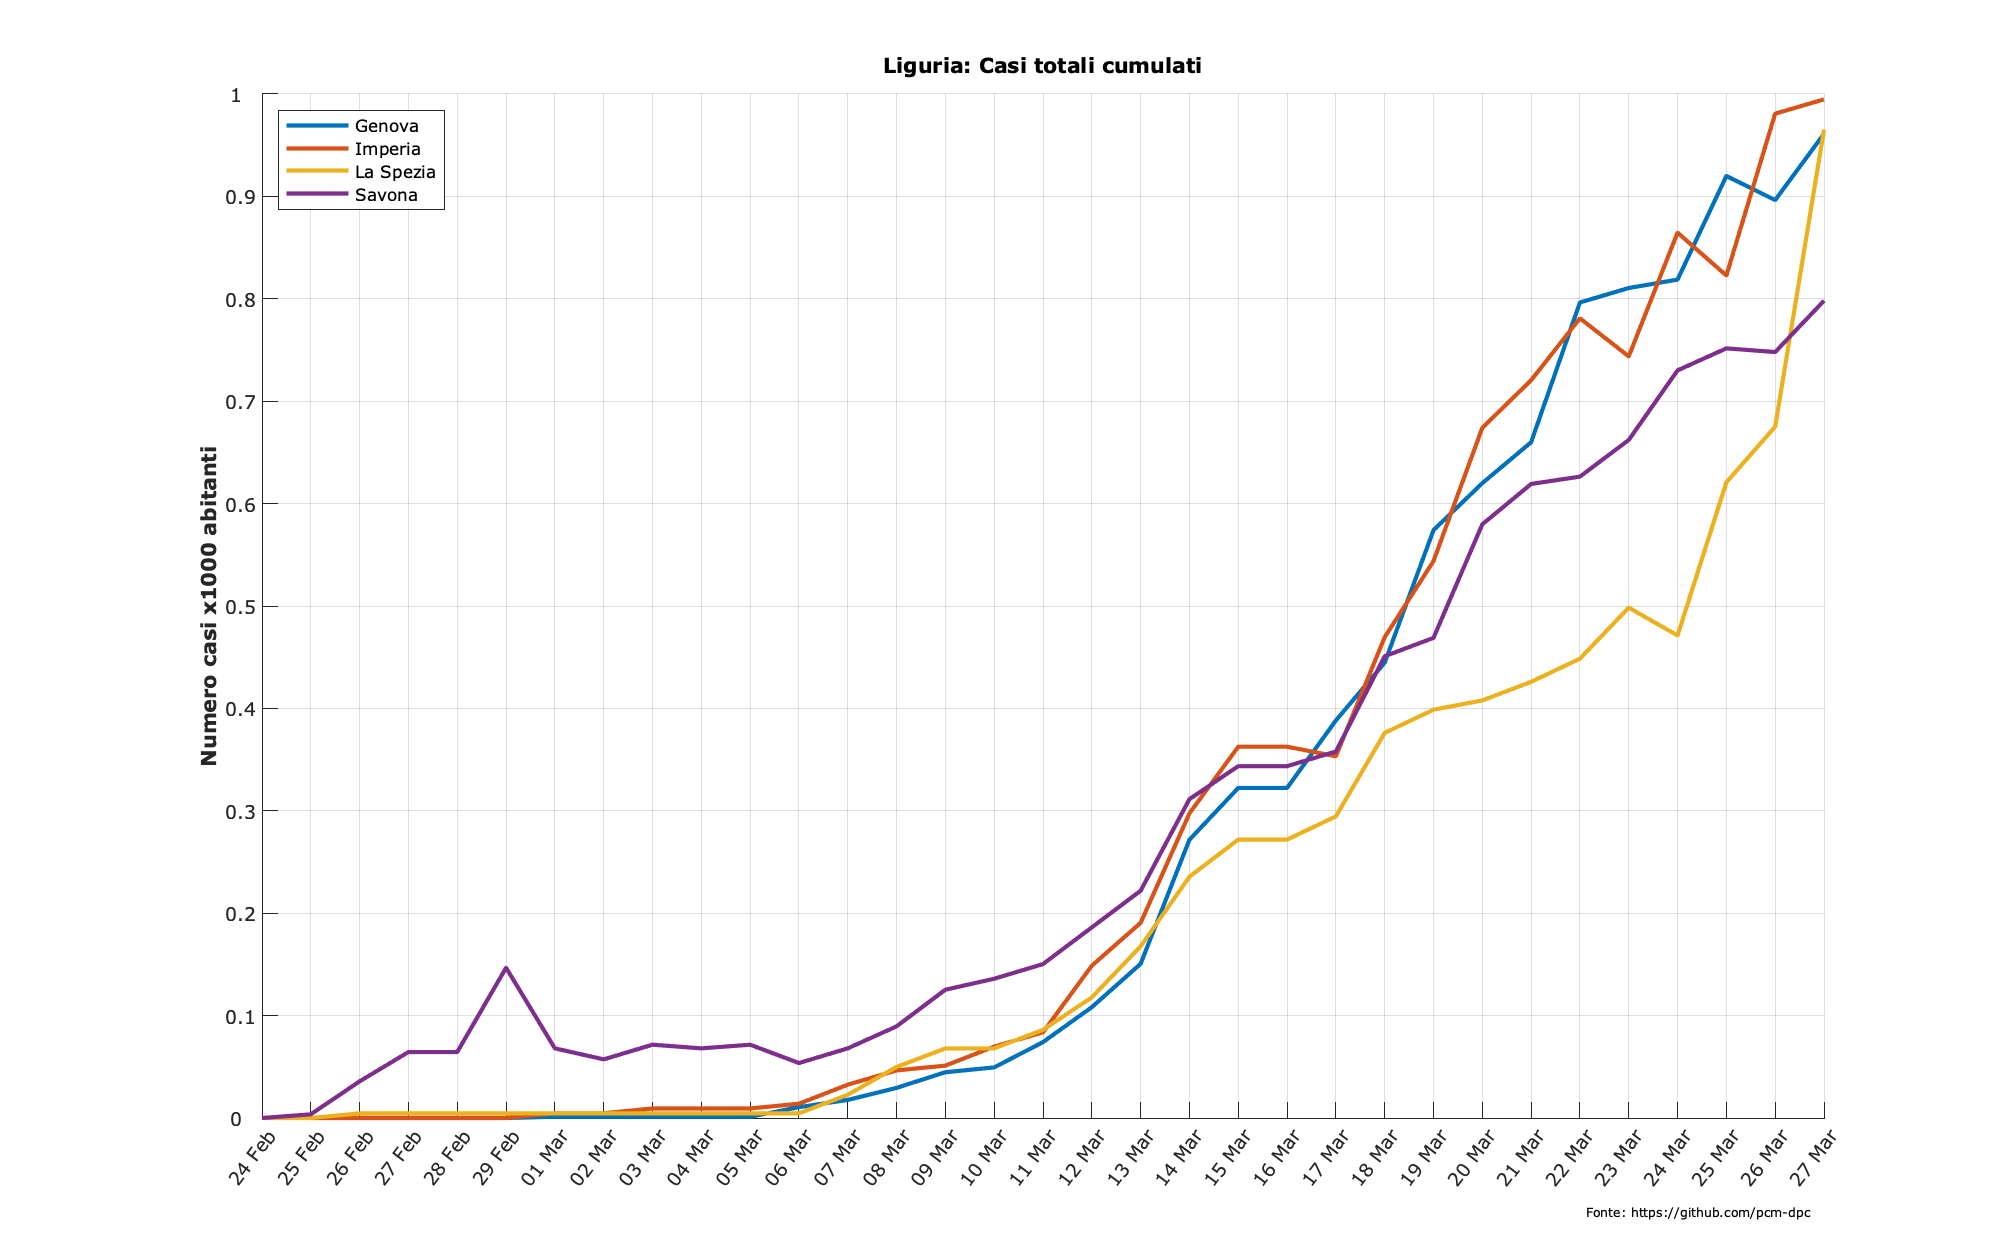 Liguria: Casi totali cumulati
Numero casi x1000 abitanti
1
0.9
0.8
0.7
0.6
0.5
0.4
0.3
0.2
0.1
0
Genova
Imperia
La Spezia
Savona
24 Feb
25 Feb
26 Feb
27 Feb
28 Feb
29 Feb
01 Mar
02 Mar
03 Mar
04 Mar
05 Mar
06 Mar
07 Mar
08 Mar
09 Mar
10 Mar
11 Mar
12 Mar
13 Mar
14 Mar
15 Mar
16 Mar
17 Mar
18 Mar
19 Mar
20 Mar
21 Mar
22 Mar
23 Mar
24 Mar
25 Mar
26 Mar
27 Mar
Fonte: https://github.com/pcm-dpc